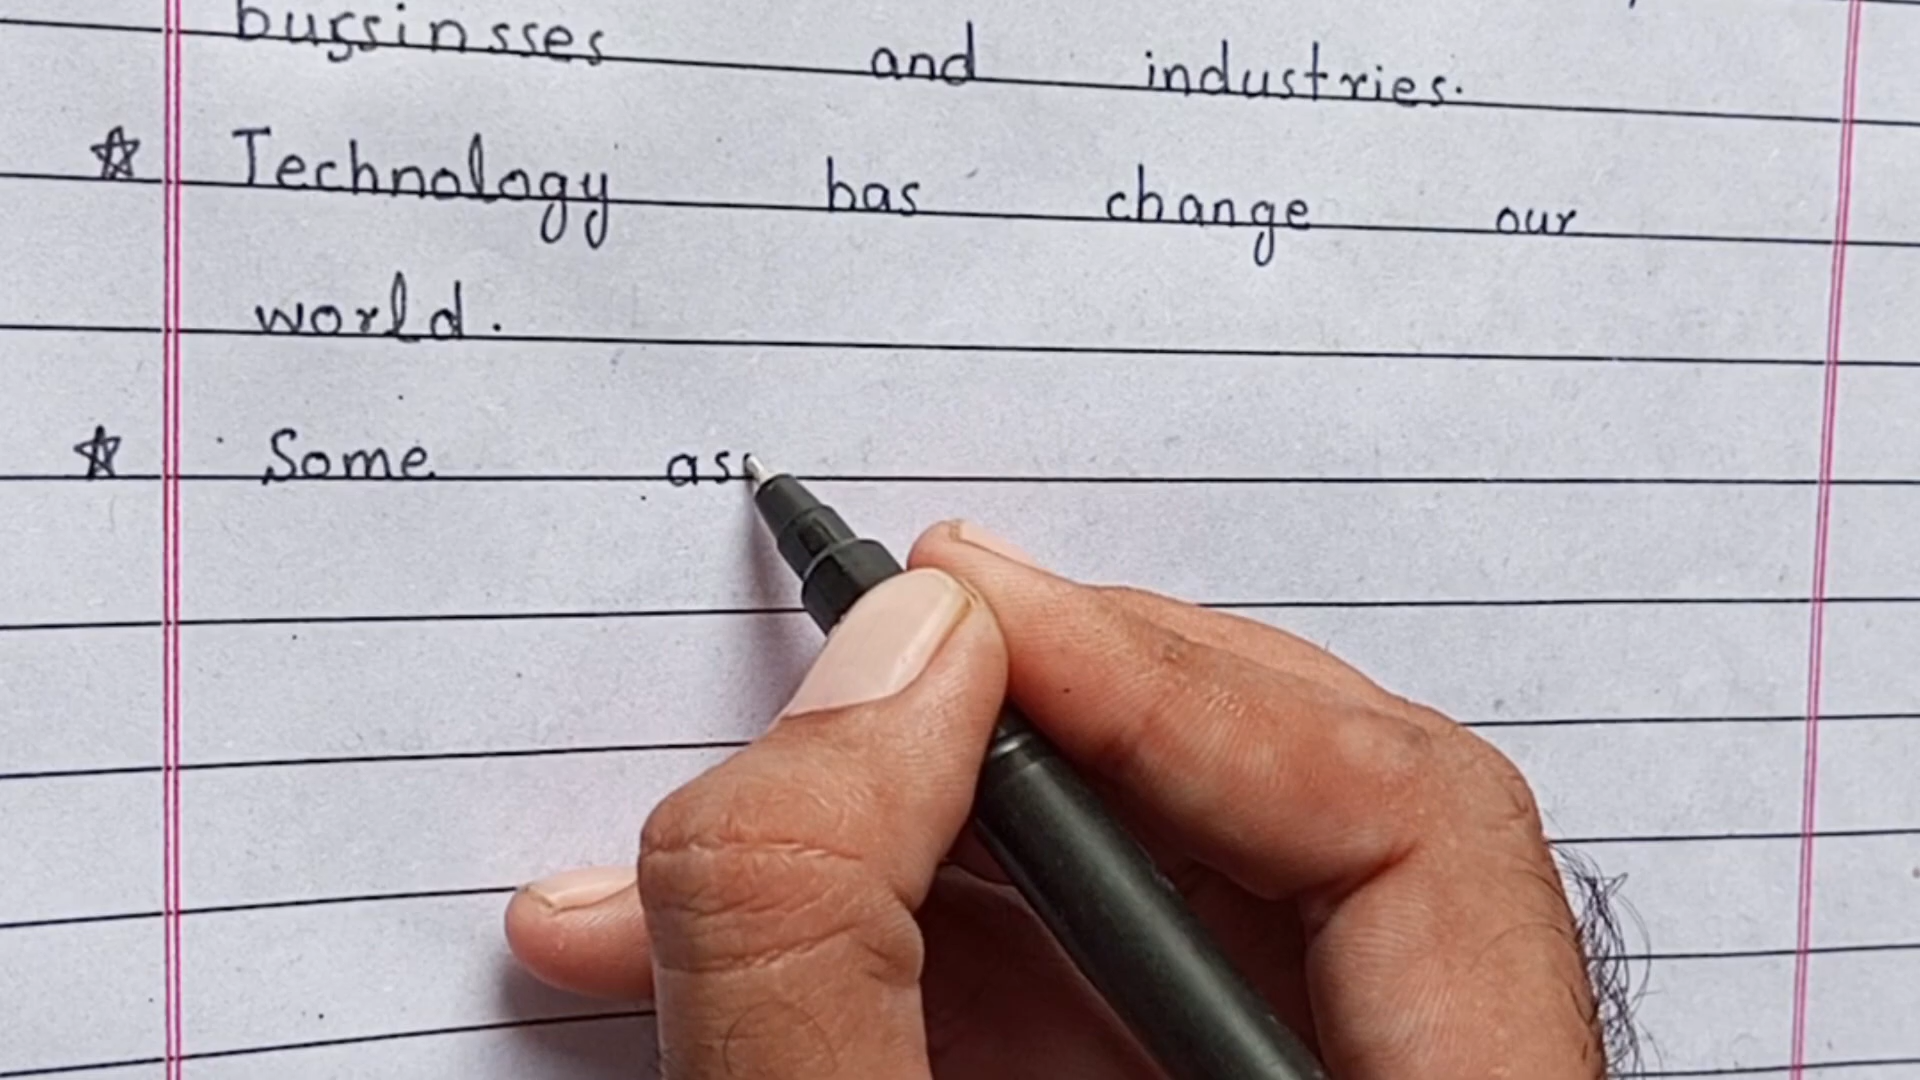 bussinsses and industries.
☆ Technology has change our
world.
☆ Some as